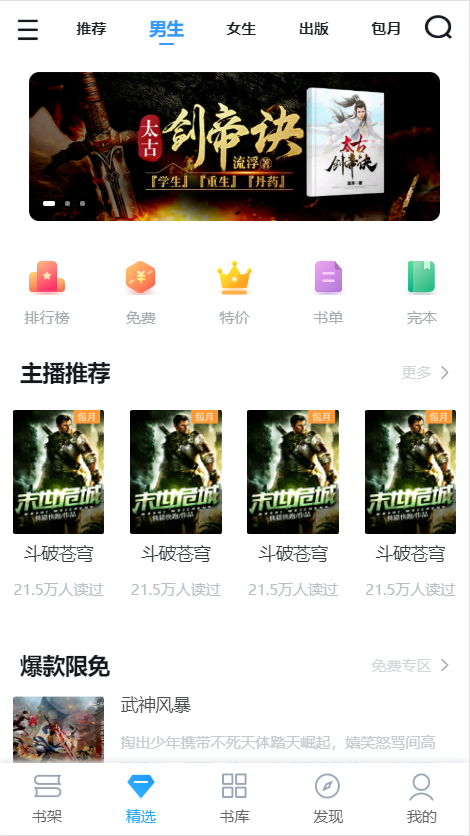 推荐 男生 女生 出版 包月
太古
剑帝诀
流浮 著
『学生』『重生』『丹药』
太古
剑帝诀
排行榜 免费 特价 书单 完本
主播推荐 更多
包月 包月 包月 包月
末世危城 末世危城 末世危城 末世危城
斗破苍穹 斗破苍穹 斗破苍穹 斗破苍穹
21.5万人读过 21.5万人读过 21.5万人读过 21.5万人读过
爆款限免 免费专区
武神风暴
掏出少年携带不死天体踏天崛起，嬉笑怒骂间高
书架 精选 书库 发现 我的